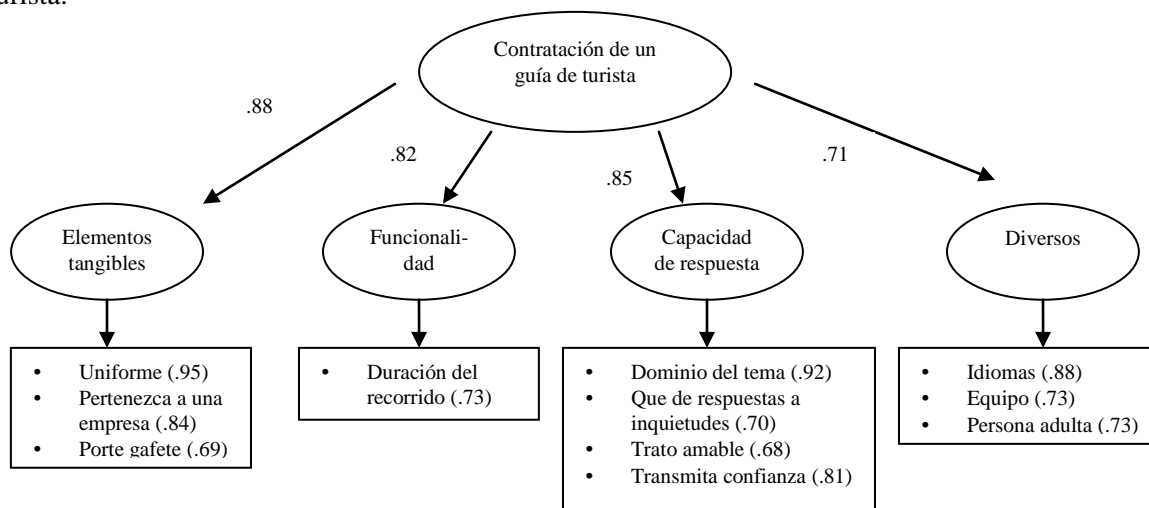 Contratación de un
guía de turista
.88
.82
.85
.71
Elementos
tangibles
Funcionali-
dad
Capacidad
de respuesta
Diversos
• Uniforme (.95)
• Pertenezca a una
empresa (.84)
• Porte gafete (.69)
• Duración del
recorrido (.73)
• Dominio del tema (.92)
• Que de respuestas a
inquietudes (.70)
• Trato amable (.68)
• Transmita confianza (.81)
• Idiomas (.88)
• Equipo (.73)
• Persona adulta (.73)